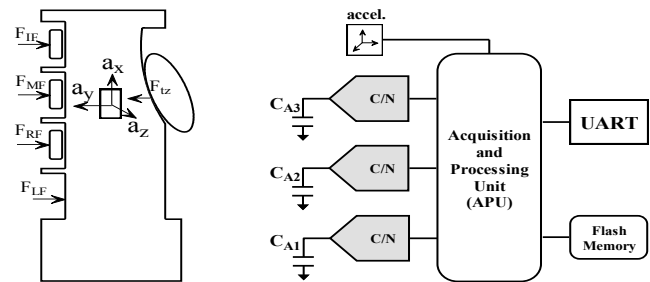 F_IF
F_MF
F_RF
F_LF
a_x
a_y
a_z
F_tz
accel.
C_A3
C/N
C_A2
C/N
C_A1
C/N
Acquisition
and
Processing
Unit
(APU)
UART
Flash
Memory